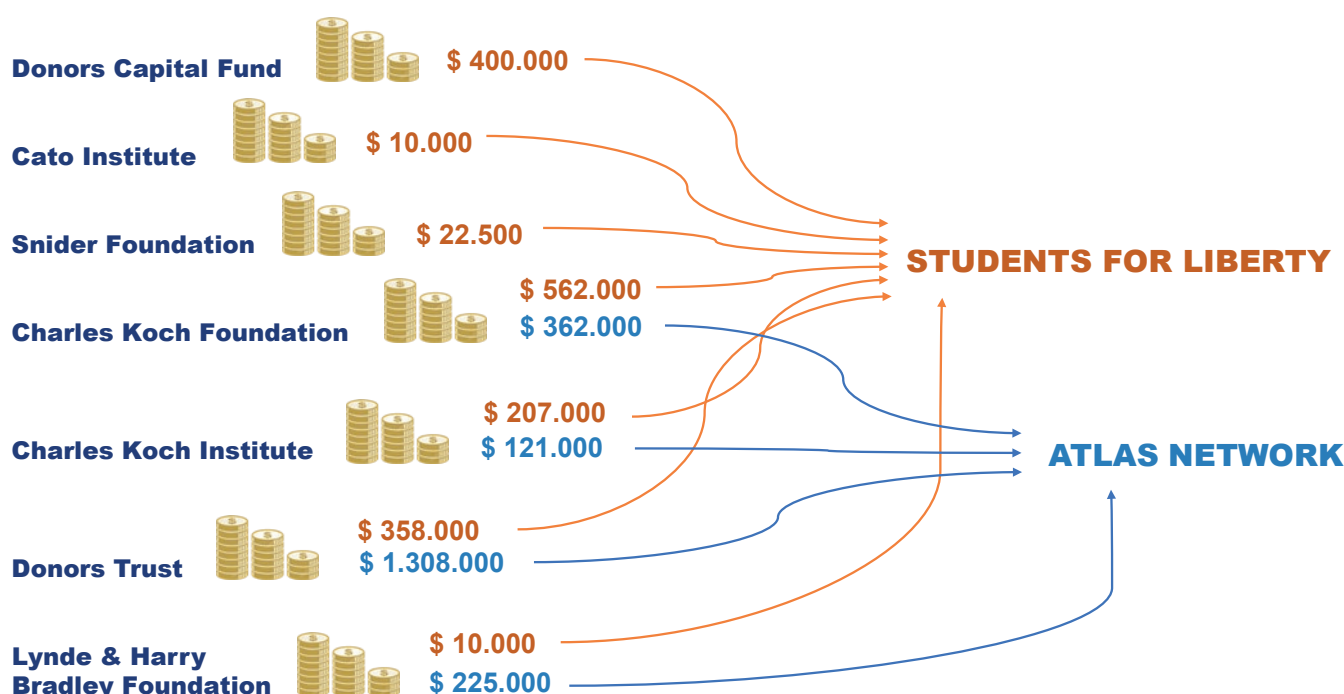 Donors Capital Fund
$ 400.000
Cato Institute
$ 10.000
Snider Foundation
$ 22.500
STUDENTS FOR LIBERTY
Charles Koch Foundation
$ 562.000
$ 362.000
Charles Koch Institute
$ 207.000
$ 121.000
ATLAS NETWORK
Donors Trust
$ 358.000
$ 1.308.000
Lynde & Harry
Bradley Foundation
$ 10.000
$ 225.000